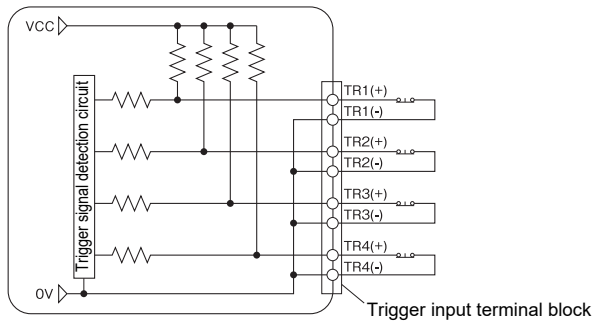 VCC
Trigger signal detection circuit
TR1(+)
TR1(-)
TR2(+)
TR2(-)
TR3(+)
TR3(-)
TR4(+)
TR4(-)
0V
Trigger input terminal block